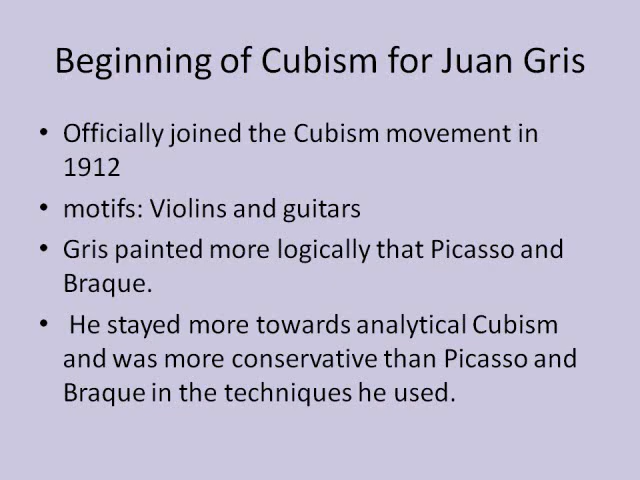 Beginning of Cubism for Juan Gris
• Officially joined the Cubism movement in
1912
• motifs: Violins and guitars
• Gris painted more logically that Picasso and
Braque.
• He stayed more towards analytical Cubism
and was more conservative than Picasso and
Braque in the techniques he used.